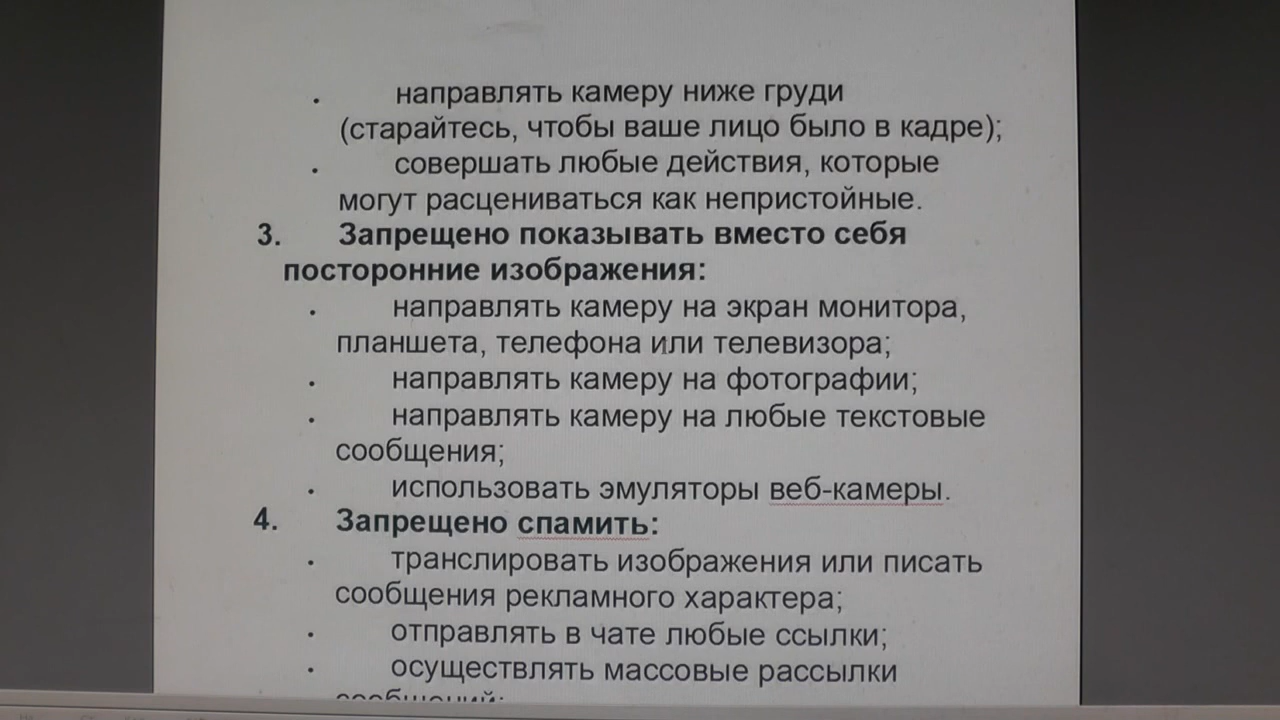 . направлять камеру ниже груди
(старайтесь, чтобы ваше лицо было в кадре);
. совершать любые действия, которые
могут расцениваться как непристойные.
3. Запрещено показывать вместо себя
посторонние изображения:
. направлять камеру на экран монитора,
планшета, телефона или телевизора;
. направлять камеру на фотографии;
. направлять камеру на любые текстовые
сообщения;
. использовать эмуляторы веб-камеры.
4. Запрещено спамить:
. транслировать изображения или писать
сообщения рекламного характера;
. отправлять в чате любые ссылки;
. осуществлять массовые рассылки
сообщений;